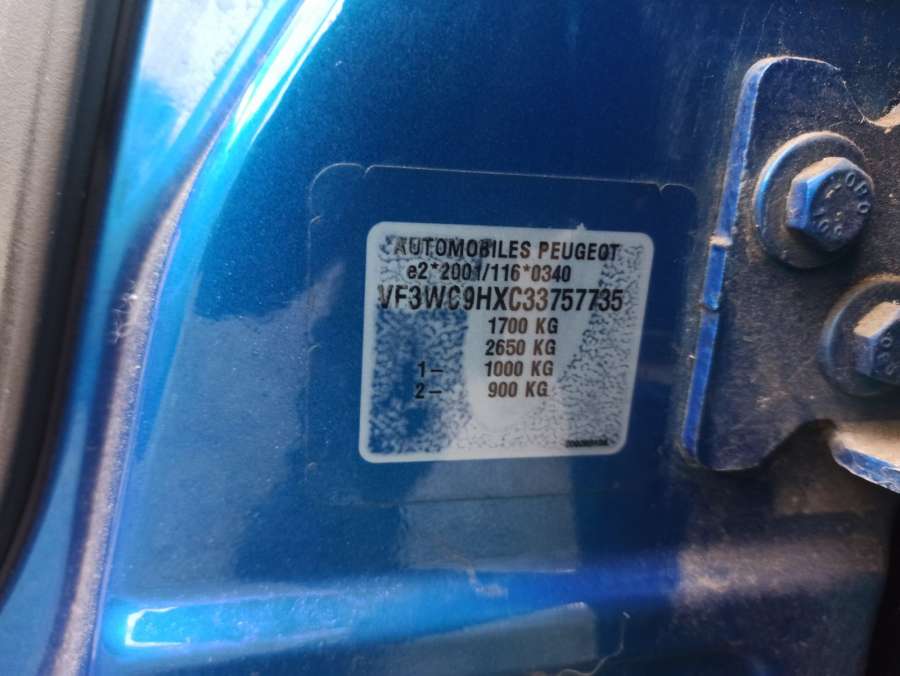 AUTOMOBILES PEUGEOT
e2*2001/116*0340
VF3WC9HXC33757735
1700 KG
2650 KG
1– 1000 KG
2– 900 KG